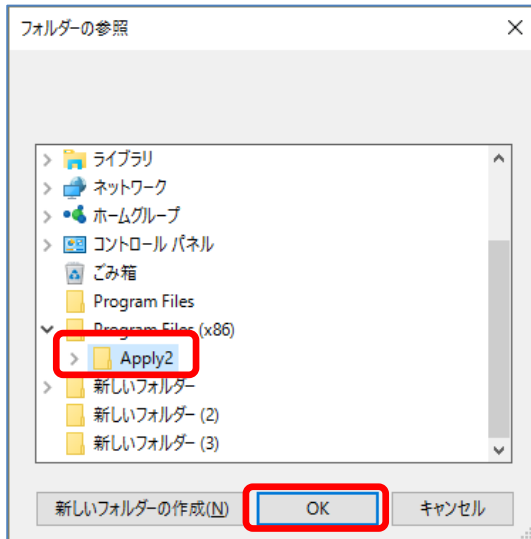 フォルダーの参照
ライブラリ
ネットワーク
ホームグループ
コントロール パネル
ごみ箱
Program Files
Program Files (x86)
Apply2
新しいフォルダー
新しいフォルダー (2)
新しいフォルダー (3)
新しいフォルダーの作成(N) OK キャンセル